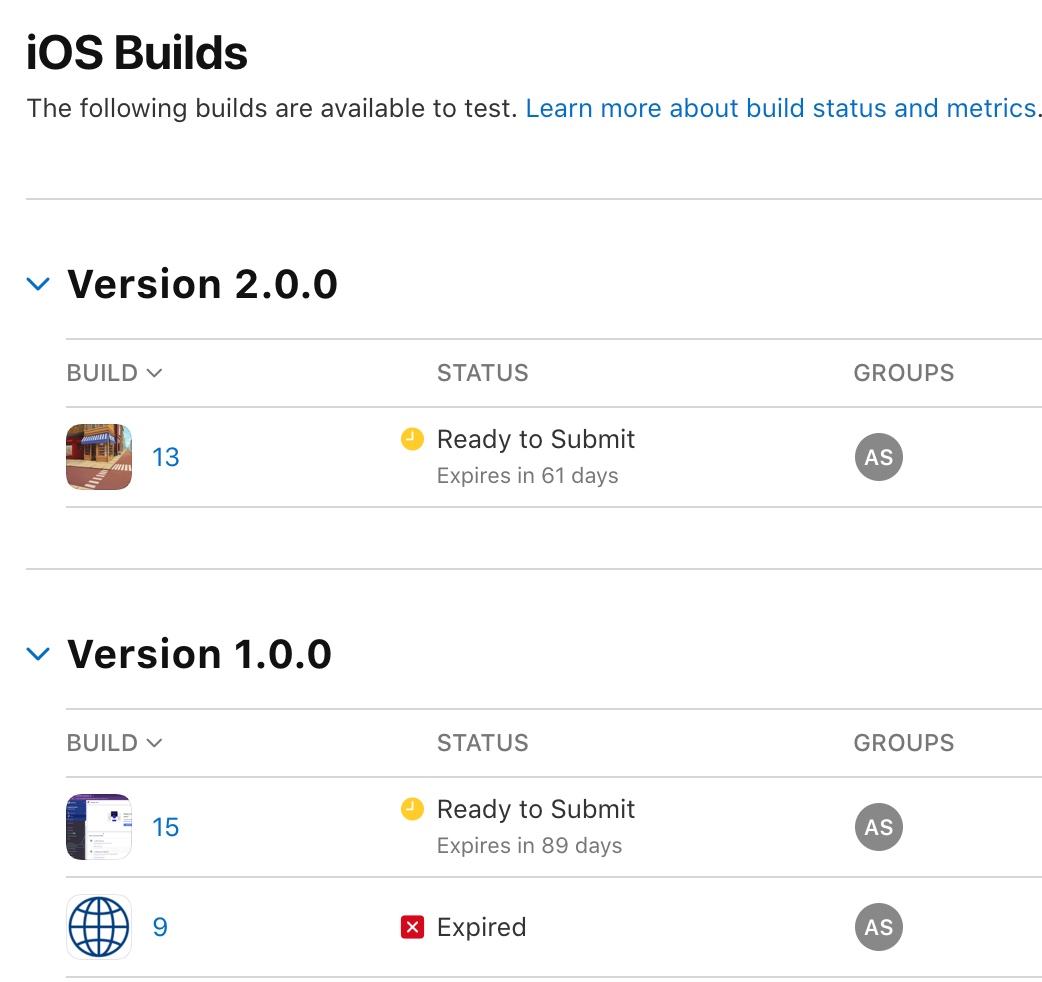 iOS Builds
The following builds are available to test. Learn more about build status and metrics.
Version 2.0.0
BUILD STATUS GROUPS
13 Ready to Submit AS
Expires in 61 days
Version 1.0.0
BUILD STATUS GROUPS
15 Ready to Submit AS
Expires in 89 days
9 Expired AS